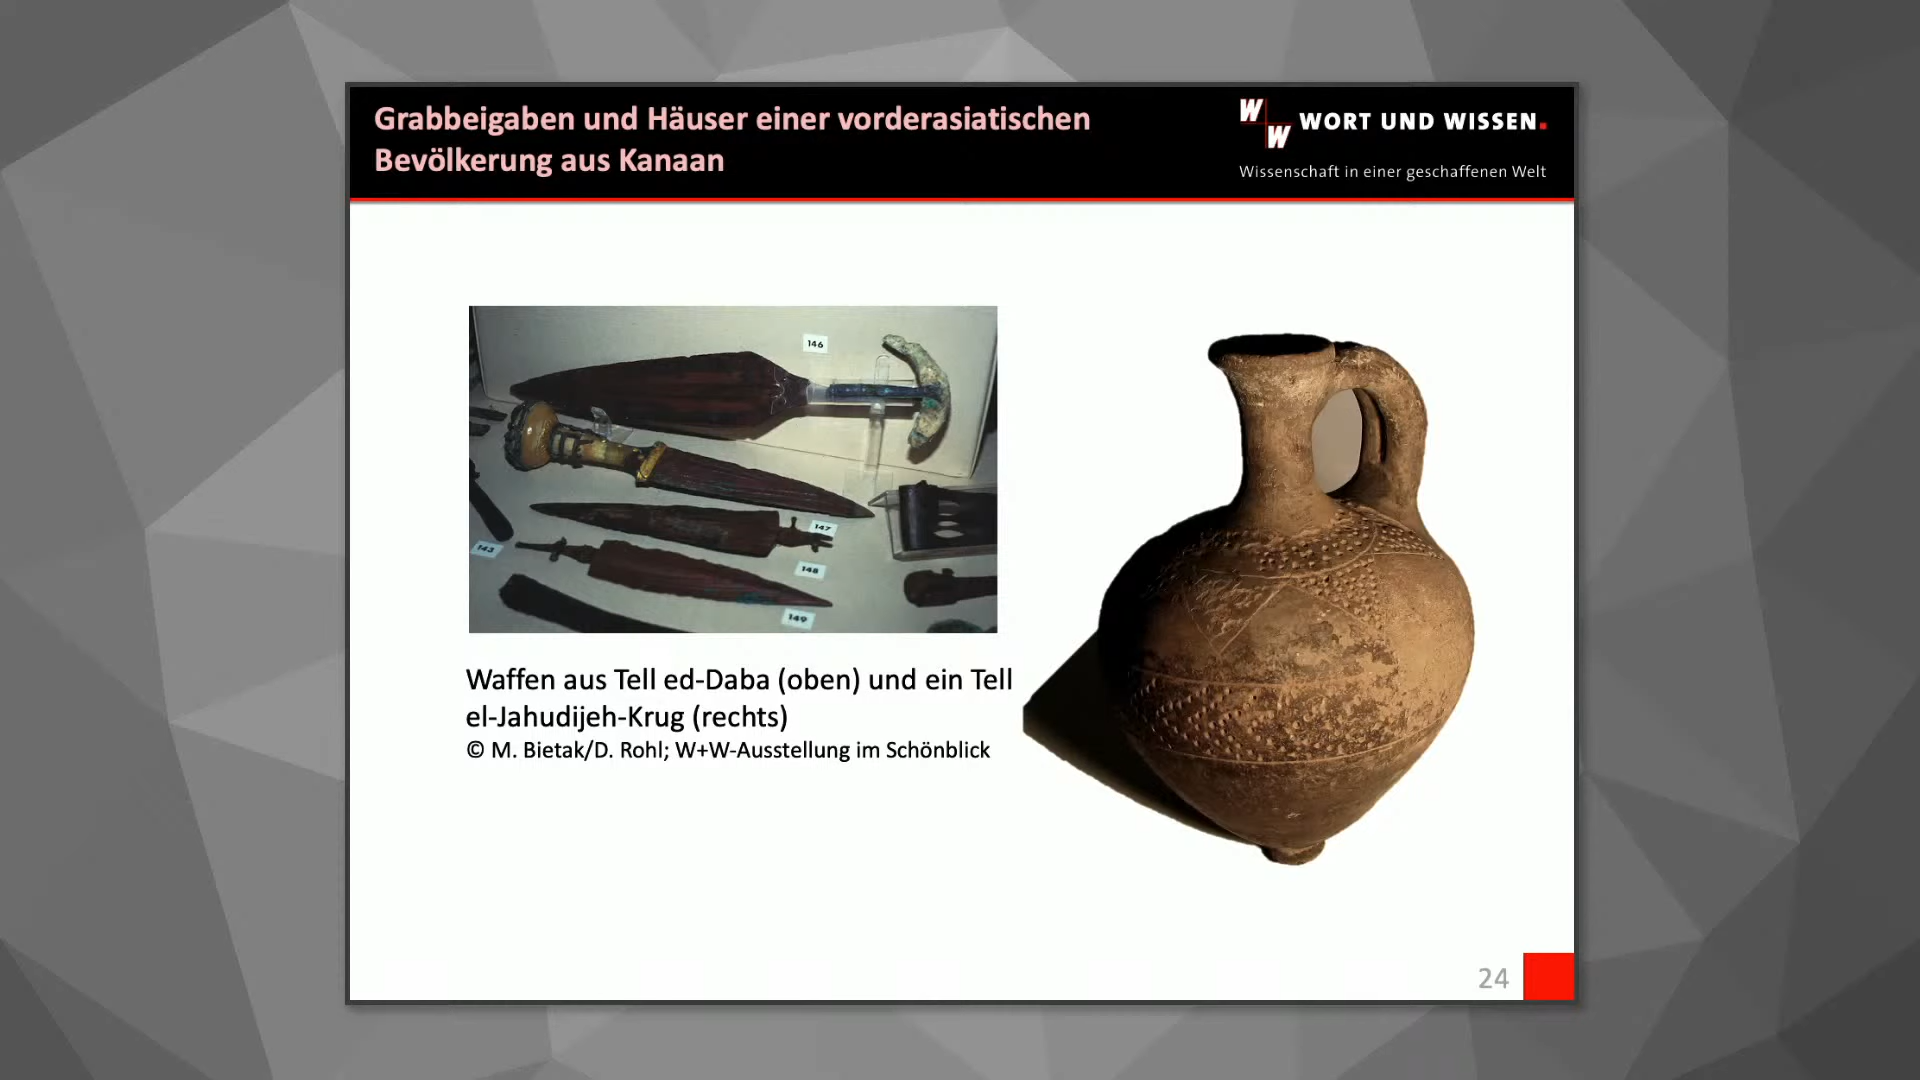 Grabbeigaben und Häuser einer vorderasiatischen
Bevölkerung aus Kanaan
W
W
WORT UND WISSEN.
Wissenschaft in einer geschaffenen Welt
146
147
143
148
149
Waffen aus Tell ed-Daba (oben) und ein Tell
el-Jahudijeh-Krug (rechts)
© M. Bietak/D. Rohl; W+W-Ausstellung im Schönblick
24